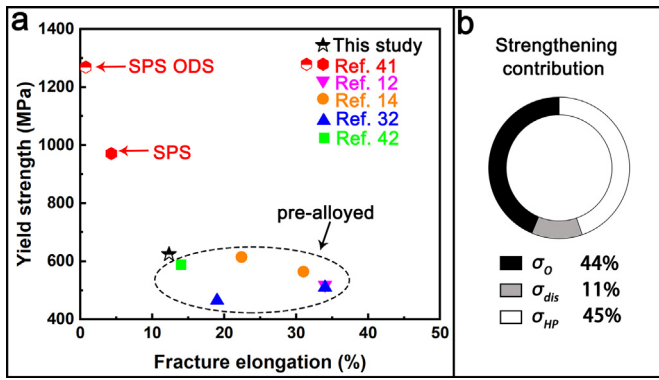 a
Yield strength (MPa)
1400
1200
1000
800
600
400
SPS ODS
SPS
This study
Ref. 41
Ref. 12
Ref. 14
Ref. 32
Ref. 42
pre-alloyed
0 10 20 30 40 50
Fracture elongation (%)
b
Strengthening
contribution
σO 44%
σdis 11%
σHP 45%